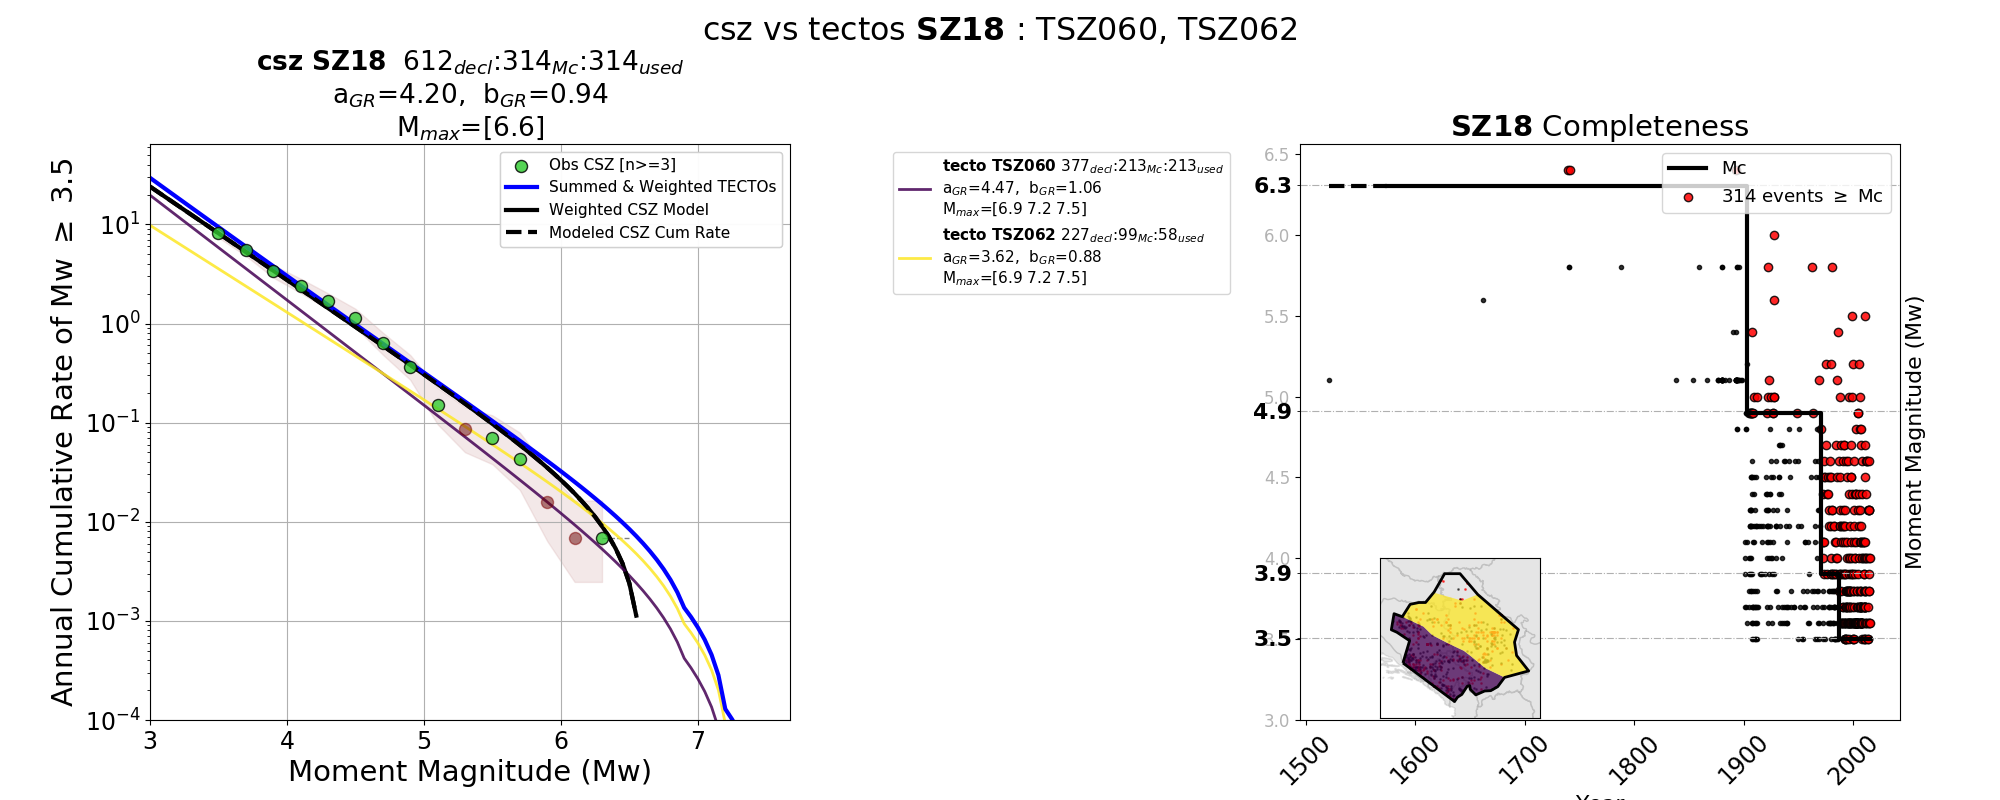 csz vs tectos SZ18 : TSZ060, TSZ062
csz SZ18 612decl:314Mc:314used
aGR=4.20, bGR=0.94
Mmax=[6.6]
Annual Cumulative Rate of Mw ≥ 3.5
10^1
10^0
10^-1
10^-2
10^-3
10^-4
3 4 5 6 7
Moment Magnitude (Mw)
Obs CSZ [n>=3]
Summed & Weighted TECTOs
Weighted CSZ Model
Modeled CSZ Cum Rate
tecto TSZ060 377decl:213Mc:213used
aGR=4.47, bGR=1.06
Mmax=[6.9 7.2 7.5]
tecto TSZ062 227decl:99Mc:58used
aGR=3.62, bGR=0.88
Mmax=[6.9 7.2 7.5]
SZ18 Completeness
Mc
314 events ≥ Mc
6.5
6.3
6.0
5.5
5.0
4.9
4.5
4.0
3.9
3.5
3.0
1500 1600 1700 1800 1900 2000
Year
Moment Magnitude (Mw)